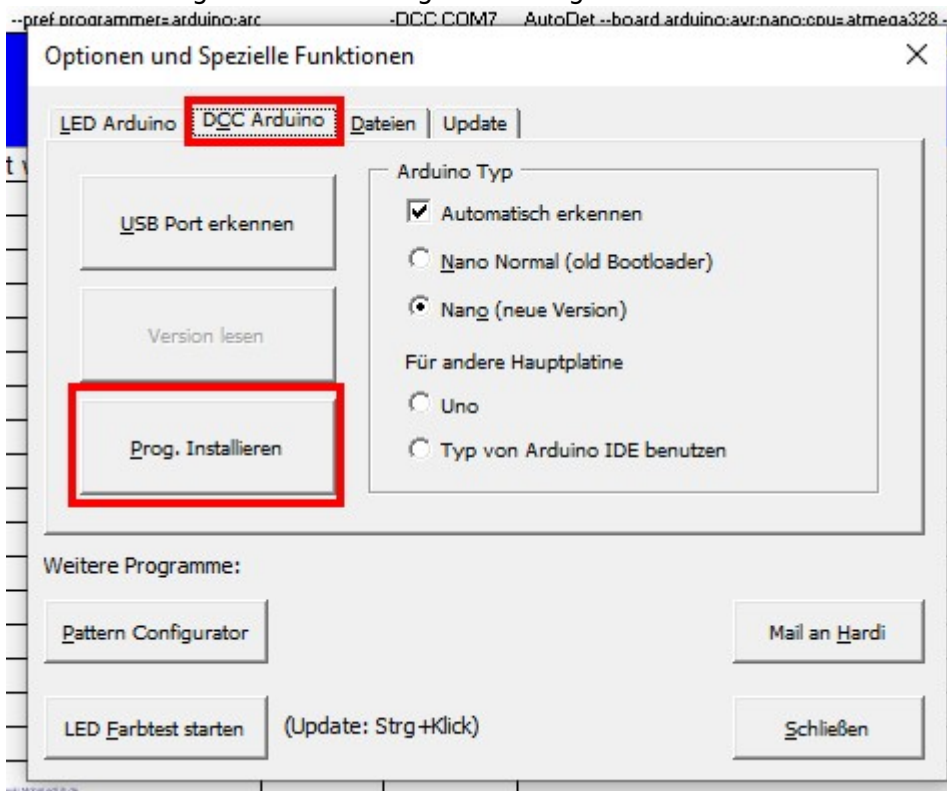 --pref programmer=arduino:arc -DCC COM7 AutoDet --board arduino:avr:nano:cpu=atmega328
Optionen und Spezielle Funktionen
LED Arduino DCC Arduino Dateien Update
Arduino Typ
USB Port erkennen
Automatisch erkennen
Nano Normal (old Bootloader)
Nano (neue Version)
Version lesen
Für andere Hauptplatine
Uno
Prog. Installieren
Typ von Arduino IDE benutzen
Weitere Programme:
Pattern Configurator
Mail an Hardi
LED Farbtest starten
(Update: Strg+Klick)
Schließen